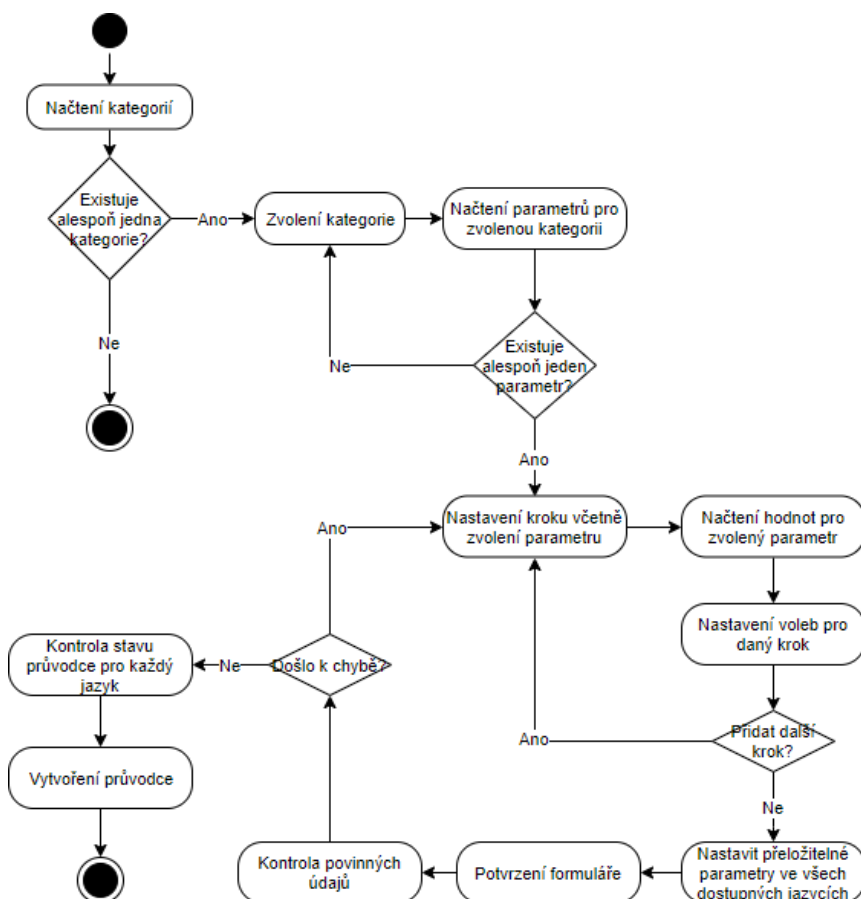 Načtení kategorií
Existuje
alespoň jedna
kategorie?
Ano
Zvolení kategorie
Načtení parametrů pro
zvolenou kategorii
Ne
Existuje
alespoň jeden
parametr?
Ne
Ano
Nastavení kroku včetně
zvolení parametru
Načtení hodnot pro
zvolený parametr
Nastavení voleb pro
daný krok
Přidat další
krok?
Ano
Ne
Nastavit přeložitelné
parametry ve všech
dostupných jazycích
Potvrzení formuláře
Kontrola povinných
údajů
Došlo k chybě?
Ano
Ne
Kontrola stavu
průvodce pro každý
jazyk
Vytvoření průvodce